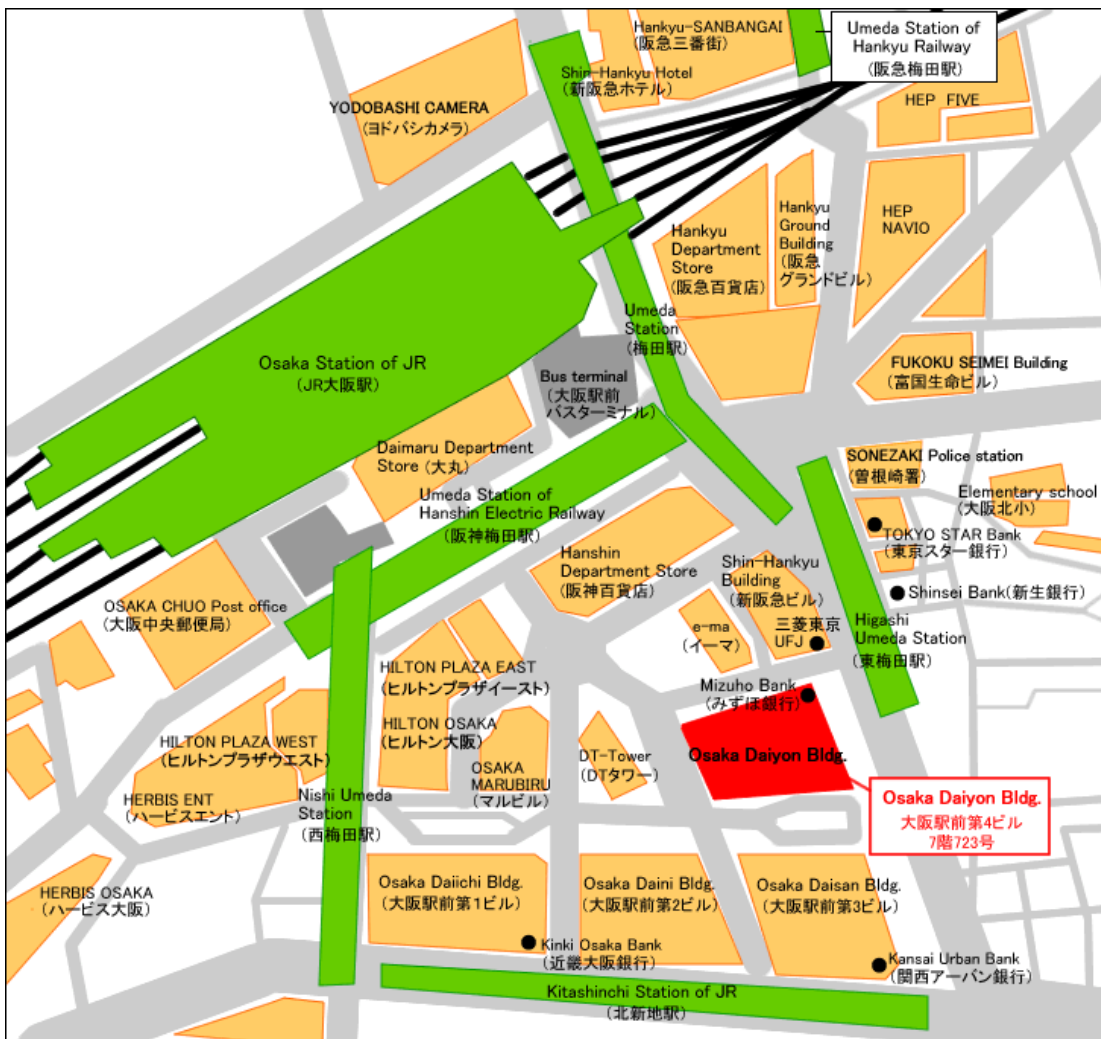 Hankyu-SANBANGAI
(阪急三番街)
Umeda Station of
Hankyu Railway
(阪急梅田駅)
Shin-Hankyu Hotel
(新阪急ホテル)
YODOBASHI CAMERA
(ヨドバシカメラ)
HEP FIVE
Hankyu
Department
Store
(阪急百貨店)
Hankyu
Ground
Building
(阪急
グランドビル)
HEP
NAVIO
Umeda
Station
(梅田駅)
Osaka Station of JR
(JR大阪駅)
Bus terminal
(大阪駅前
バスターミナル)
FUKOKU SEIMEI Building
(富国生命ビル)
Daimaru Department
Store (大丸)
SONEZAKI Police station
(曽根崎署)
Umeda Station of
Hanshin Electric Railway
(阪神梅田駅)
Elementary school
(大阪北小)
TOKYO STAR Bank
(東京スター銀行)
Hanshin
Department Store
(阪神百貨店)
Shin-Hankyu
Building
(新阪急ビル)
Shinsei Bank(新生銀行)
OSAKA CHUO Post office
(大阪中央郵便局)
e-ma
(イーマ)
三菱東京
UFJ
Higashi
Umeda Station
(東梅田駅)
HILTON PLAZA EAST
(ヒルトンプラザイースト)
Mizuho Bank
(みずほ銀行)
HILTON OSAKA
(ヒルトン大阪)
HILTON PLAZA WEST
(ヒルトンプラザウエスト)
OSAKA
MARUBIRU
(マルビル)
DT-Tower
(DTタワー)
Osaka Daiyon Bldg.
HERBIS ENT
(ハービスエント)
Nishi Umeda
Station
(西梅田駅)
Osaka Daiyon Bldg.
大阪駅前第4ビル
7階723号
HERBIS OSAKA
(ハービス大阪)
Osaka Daiichi Bldg.
(大阪駅前第1ビル)
Osaka Daini Bldg.
(大阪駅前第2ビル)
Osaka Daisan Bldg.
(大阪駅前第3ビル)
Kinki Osaka Bank
(近畿大阪銀行)
Kansai Urban Bank
(関西アーバン銀行)
Kitashinchi Station of JR
(北新地駅)